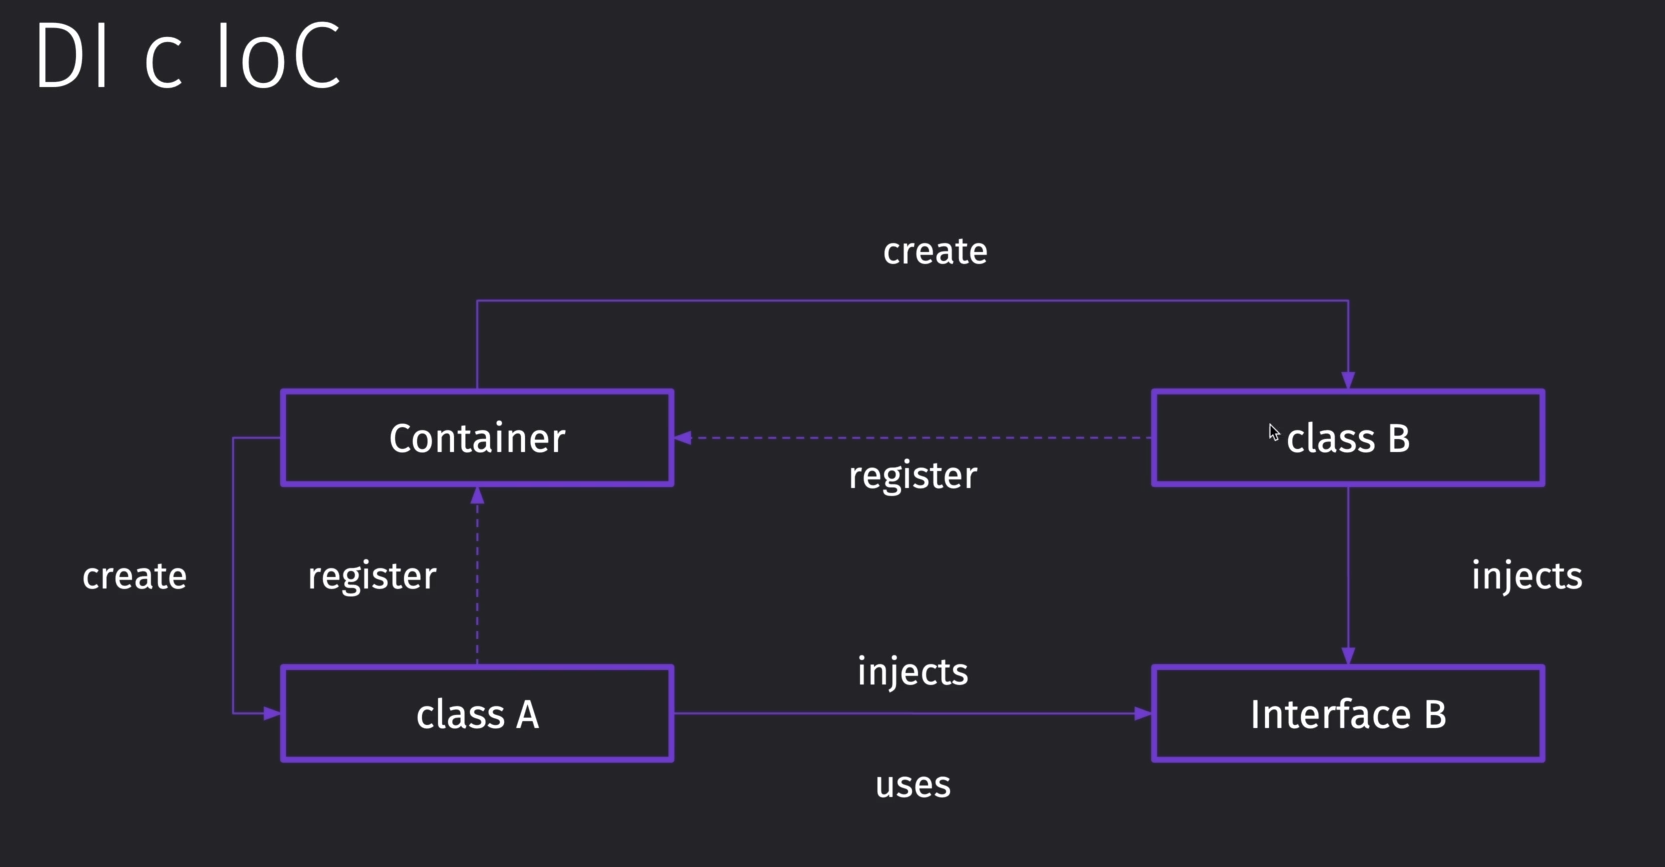 DI с IoC
create
Container
class B
register
create
register
injects
injects
class A
Interface B
uses